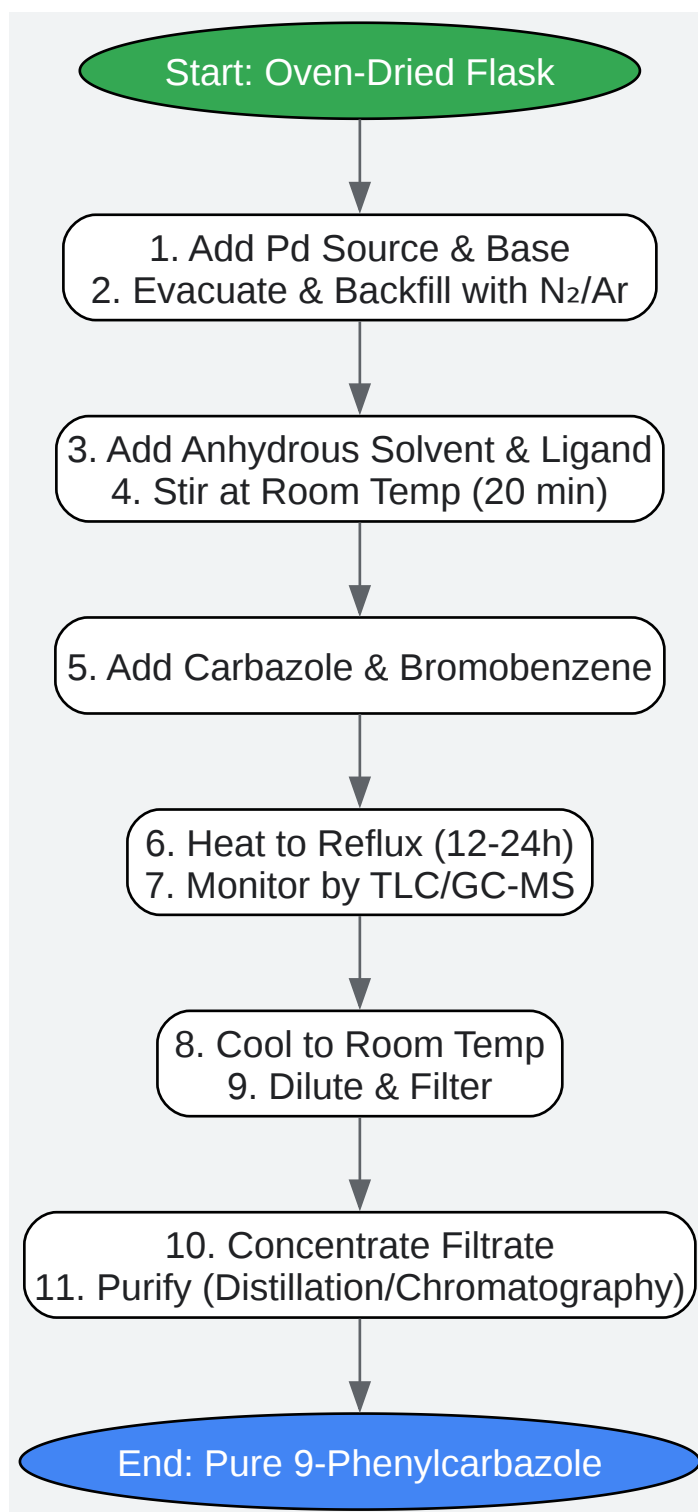 Start: Oven-Dried Flask
1. Add Pd Source & Base
2. Evacuate & Backfill with N₂/Ar
3. Add Anhydrous Solvent & Ligand
4. Stir at Room Temp (20 min)
5. Add Carbazole & Bromobenzene
6. Heat to Reflux (12-24h)
7. Monitor by TLC/GC-MS
8. Cool to Room Temp
9. Dilute & Filter
10. Concentrate Filtrate
11. Purify (Distillation/Chromatography)
End: Pure 9-Phenylcarbazole